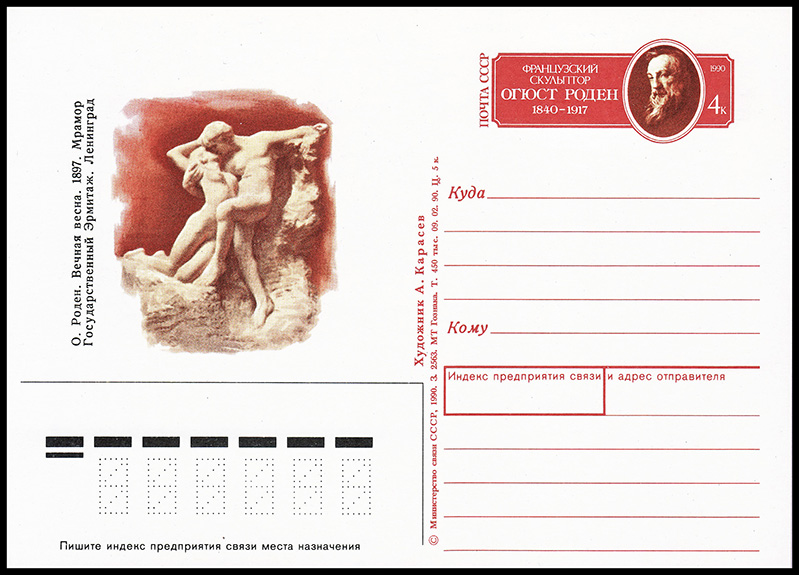 О. Роден. Вечная весна. 1897. Мрамор
Государственный Эрмитаж. Ленинград
ПОЧТА СССР
ФРАНЦУЗСКИЙ
СКУЛЬПТОР
ОГЮСТ РОДЕН
1840–1917
1990
4к
Куда
Кому
Индекс предприятия связи и адрес отправителя
Художник А. Карасев
© Министерство связи СССР, 1990. З. 2563. МТ Гознака. Т. 450 тыс. 09. 02. 90. Ц. 5 к.
Пишите индекс предприятия связи места назначения